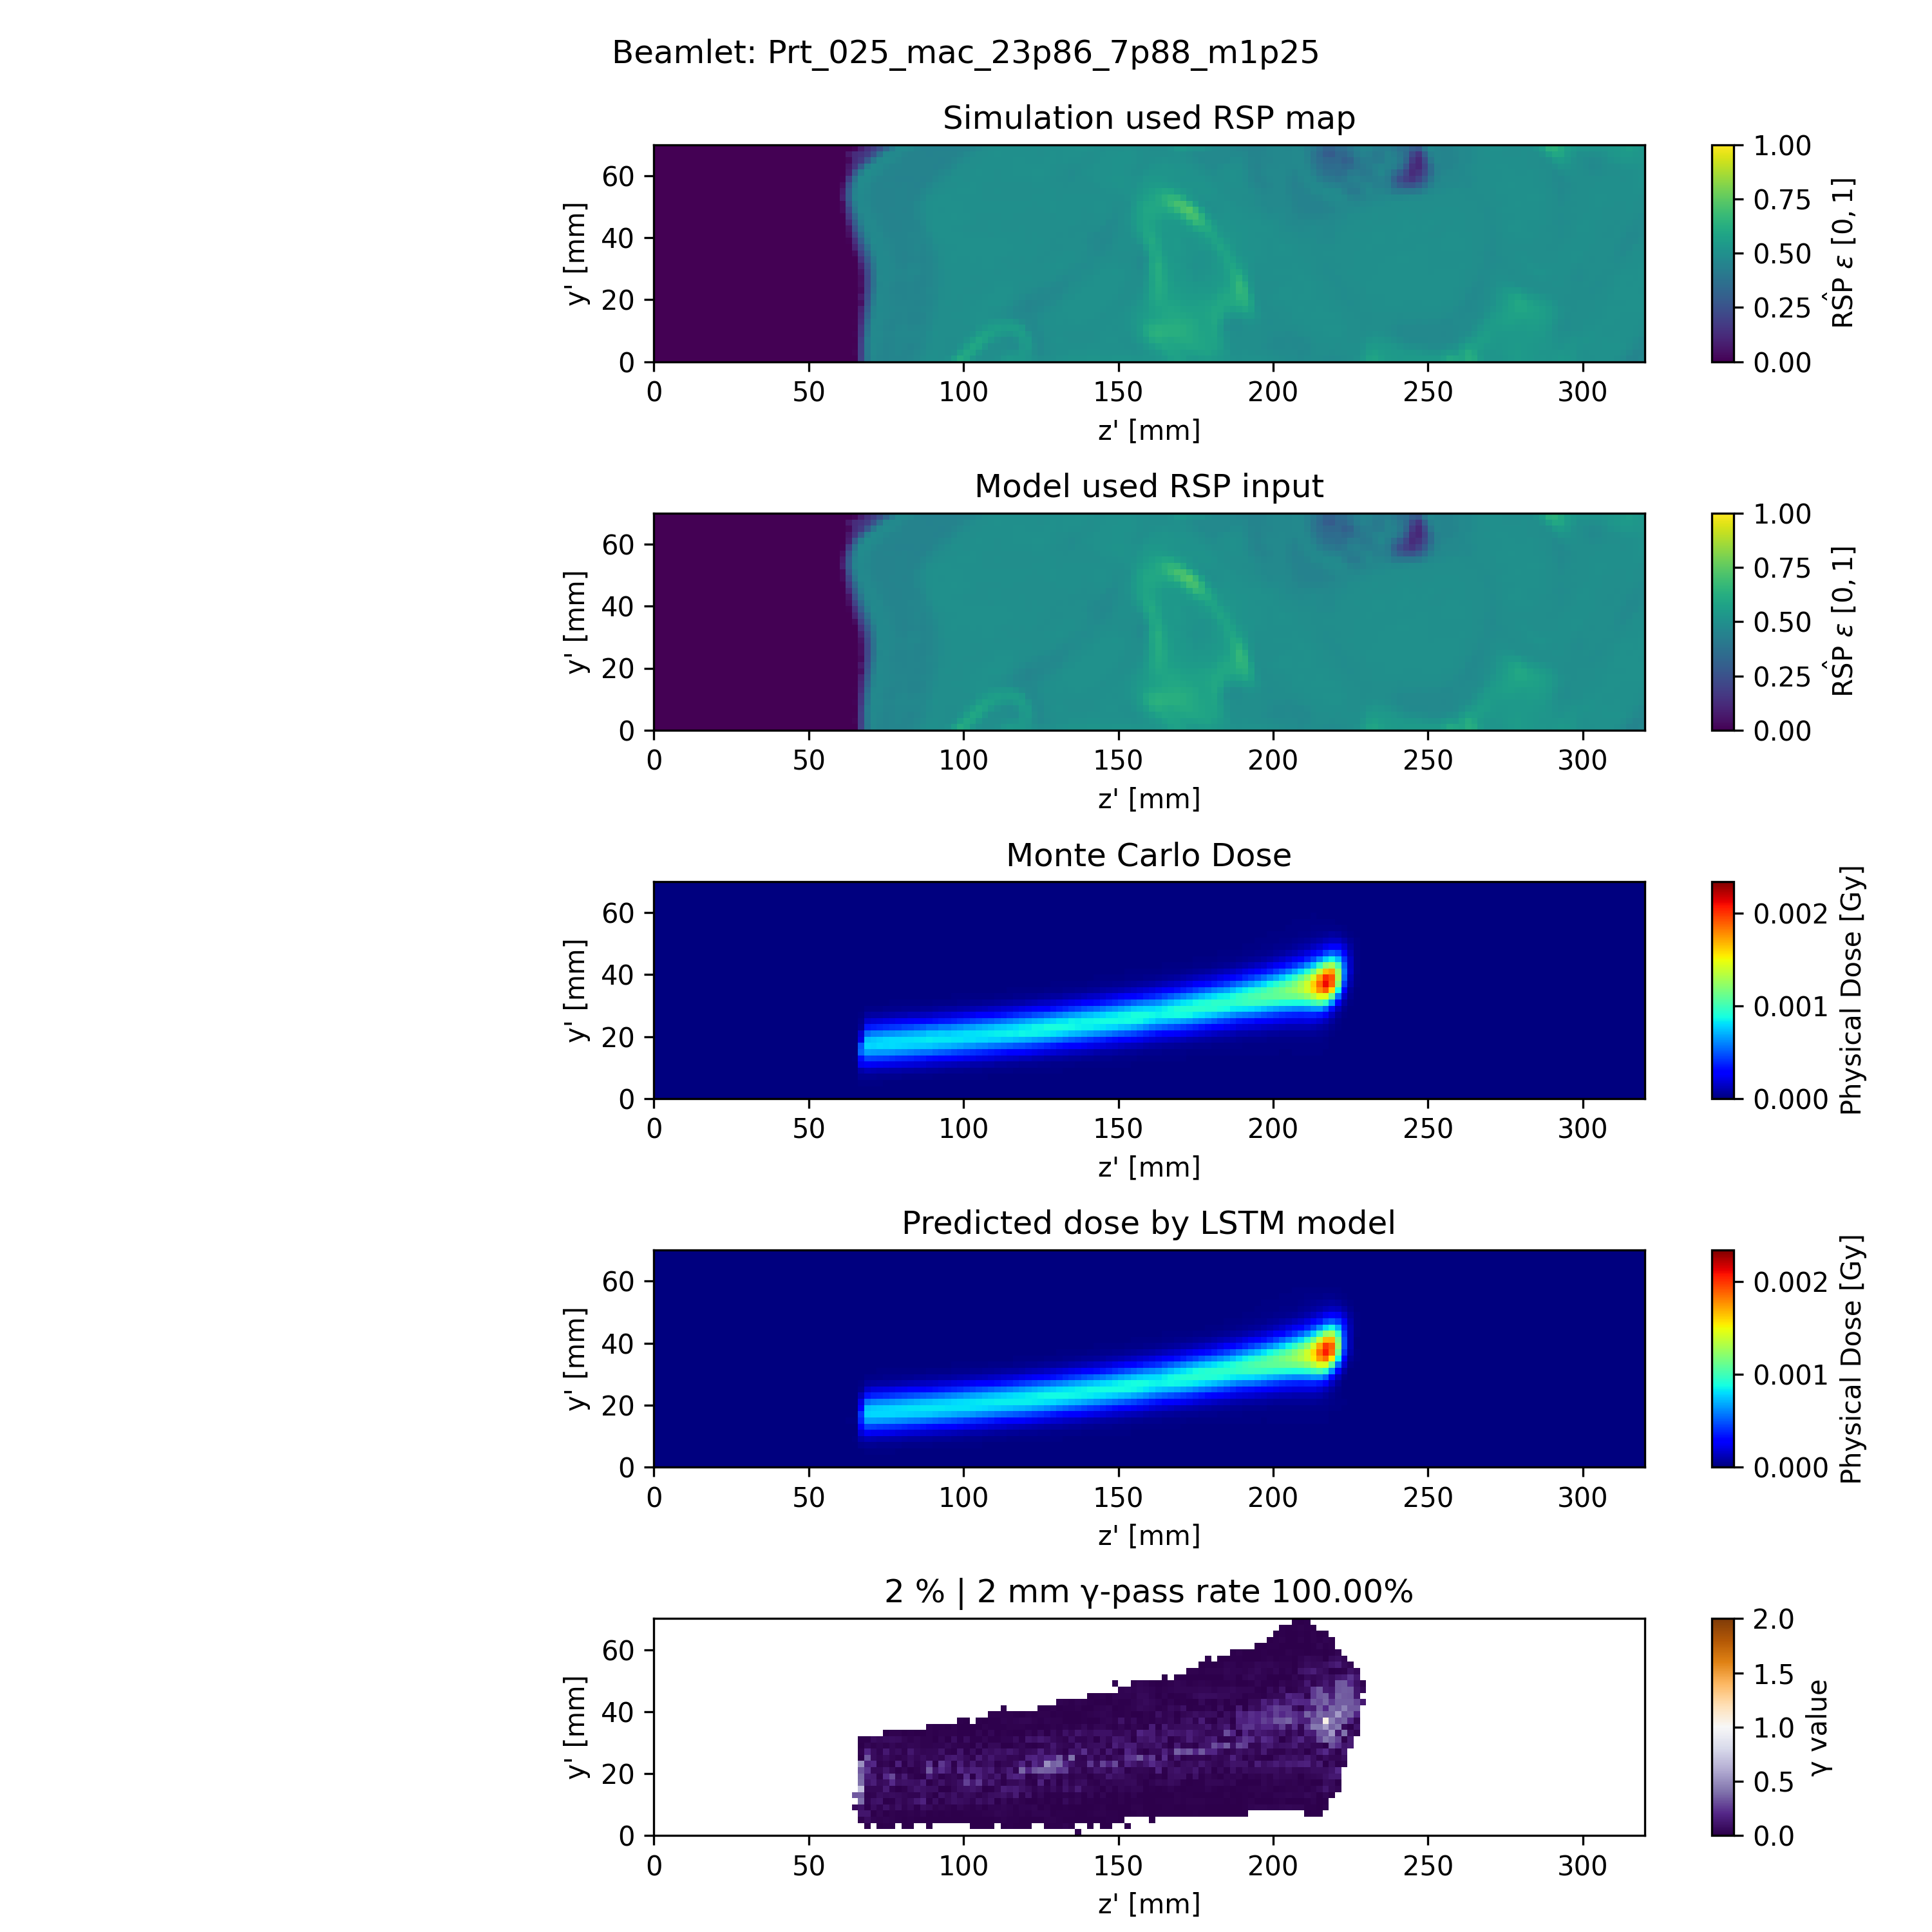 Beamlet: Prt_025_mac_23p86_7p88_m1p25
Simulation used RSP map
60
40
20
0
y' [mm]
0 50 100 150 200 250 300
z' [mm]
1.00
0.75
0.50
0.25
0.00
RŜP ε [0, 1]
Model used RSP input
60
40
20
0
y' [mm]
0 50 100 150 200 250 300
z' [mm]
1.00
0.75
0.50
0.25
0.00
RŜP ε [0, 1]
Monte Carlo Dose
60
40
20
0
y' [mm]
0 50 100 150 200 250 300
z' [mm]
0.002
0.001
0.000
Physical Dose [Gy]
Predicted dose by LSTM model
60
40
20
0
y' [mm]
0 50 100 150 200 250 300
z' [mm]
0.002
0.001
0.000
Physical Dose [Gy]
2 % | 2 mm γ-pass rate 100.00%
60
40
20
0
y' [mm]
0 50 100 150 200 250 300
z' [mm]
2.0
1.5
1.0
0.5
0.0
γ value